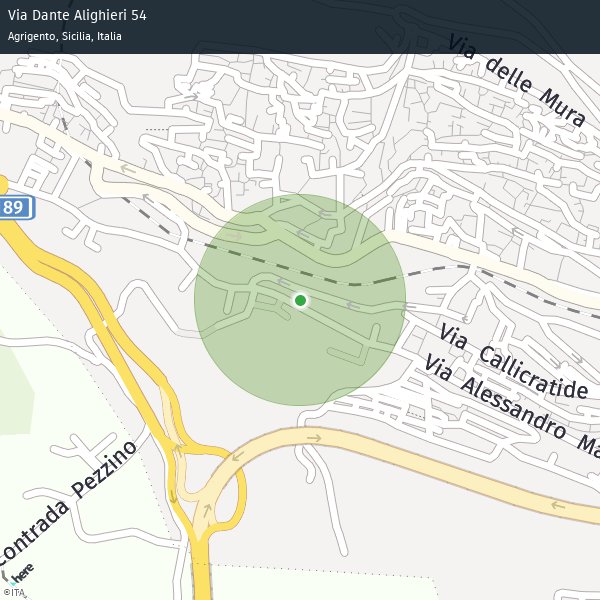 Via Dante Alighieri 54
Agrigento, Sicilia, Italia
Via delle Mura
89
Via Callicratide
Via Alessandro Ma
contrada Pezzino
here
©ITA